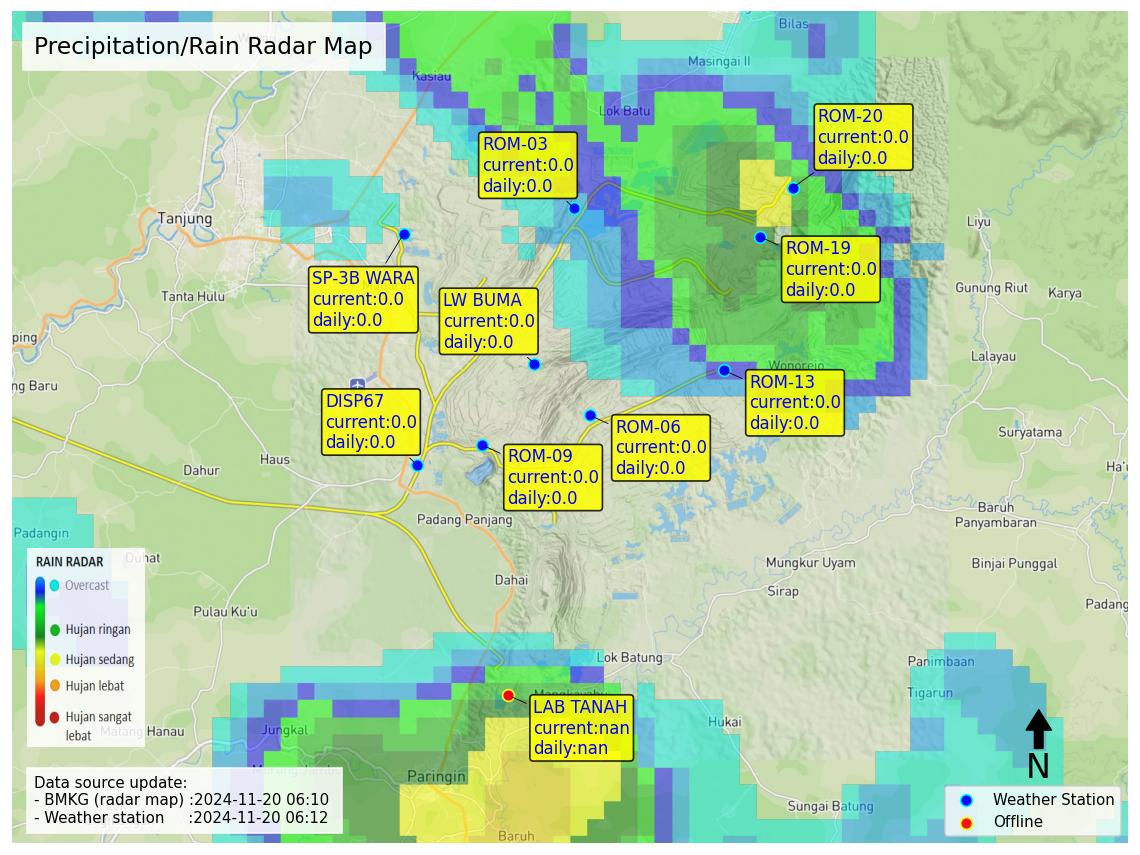 Precipitation/Rain Radar Map
Bilas
Masingai II
Kasiau
Lok Batu
ROM-20
current:0.0
daily:0.0
ROM-03
current:0.0
daily:0.0
Tanjung
Liyu
ROM-19
current:0.0
daily:0.0
SP-3B WARA
current:0.0
daily:0.0
Tanta Hulu
LW BUMA
current:0.0
daily:0.0
Gunung Riut
Karya
ping
Lalayau
Wonorejo
ng Baru
ROM-13
current:0.0
daily:0.0
DISP67
current:0.0
daily:0.0
ROM-06
current:0.0
daily:0.0
Suryatama
ROM-09
current:0.0
daily:0.0
Haus
Dahur
Ha'u
Baruh
Panyambaran
Padang Panjang
Padangin
Duhat
Mungkur Uyam
Binjai Punggal
Dahai
Sirap
Padang
Pulau Ku'u
RAIN RADAR
Overcast
Hujan ringan
Hujan sedang
Hujan lebat
Hujan sangat
lebat
Lok Batung
Panimbaan
Tigarun
LAB TANAH
current:nan
daily:nan
Hukai
Matang Hanau
Jungkal
Paringin
Sungai Batung
Baruh
N
Data source update:
- BMKG (radar map) :2024-11-20 06:10
- Weather station :2024-11-20 06:12
Weather Station
Offline